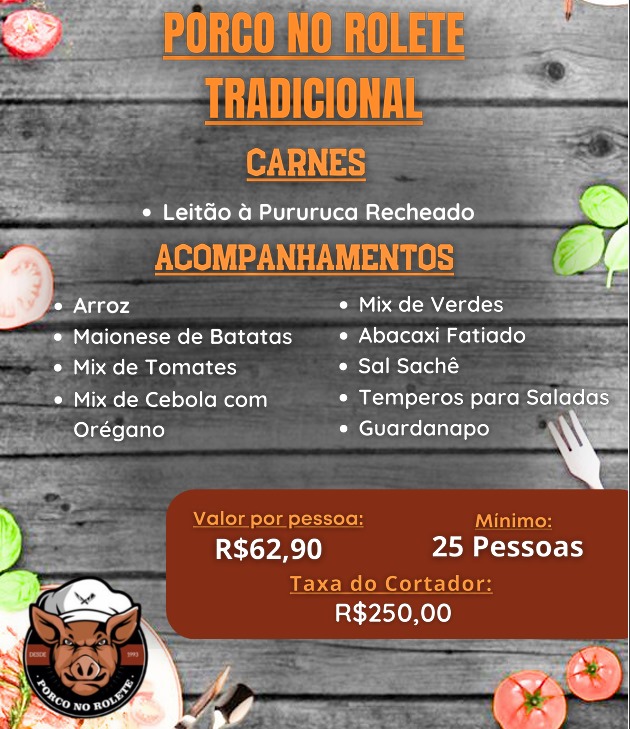 PORCO NO ROLETE
TRADICIONAL
CARNES
• Leitão à Pururuca Recheado
ACOMPANHAMENTOS
• Arroz
• Maionese de Batatas
• Mix de Tomates
• Mix de Cebola com
Orégano
• Mix de Verdes
• Abacaxi Fatiado
• Sal Sachê
• Temperos para Saladas
• Guardanapo
Valor por pessoa:
R$62,90
Mínimo:
25 Pessoas
Taxa do Cortador:
R$250,00
DESDE 1993
PORCO NO ROLETE